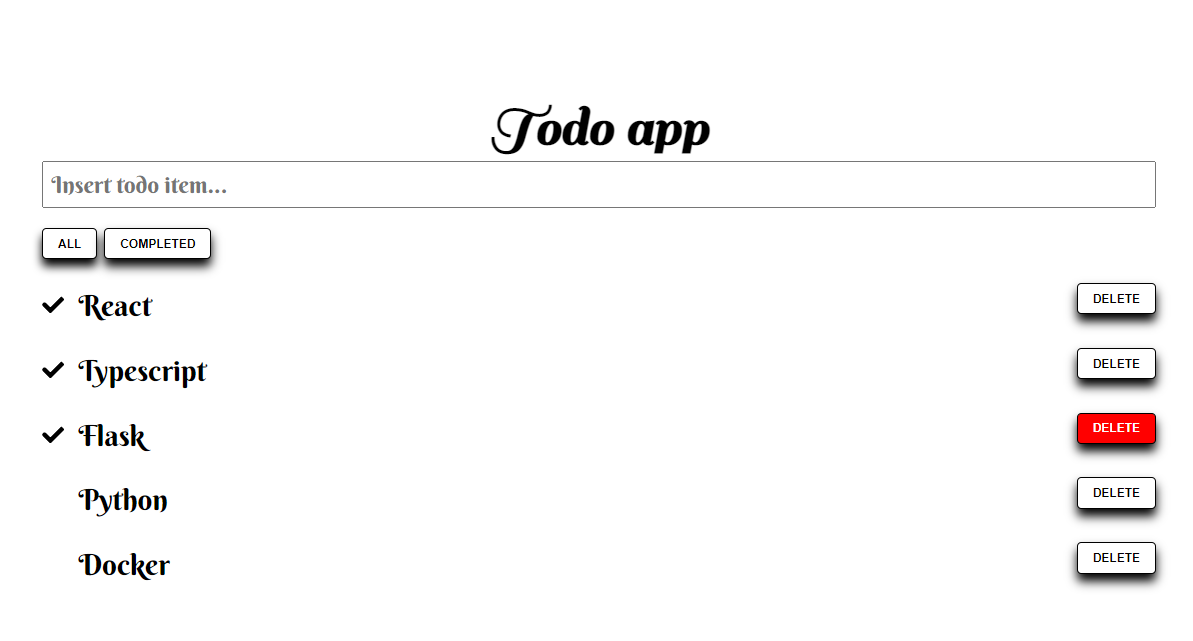 Todo app
Insert todo item...
ALL COMPLETED
React DELETE
Typescript DELETE
Flask DELETE
Python DELETE
Docker DELETE